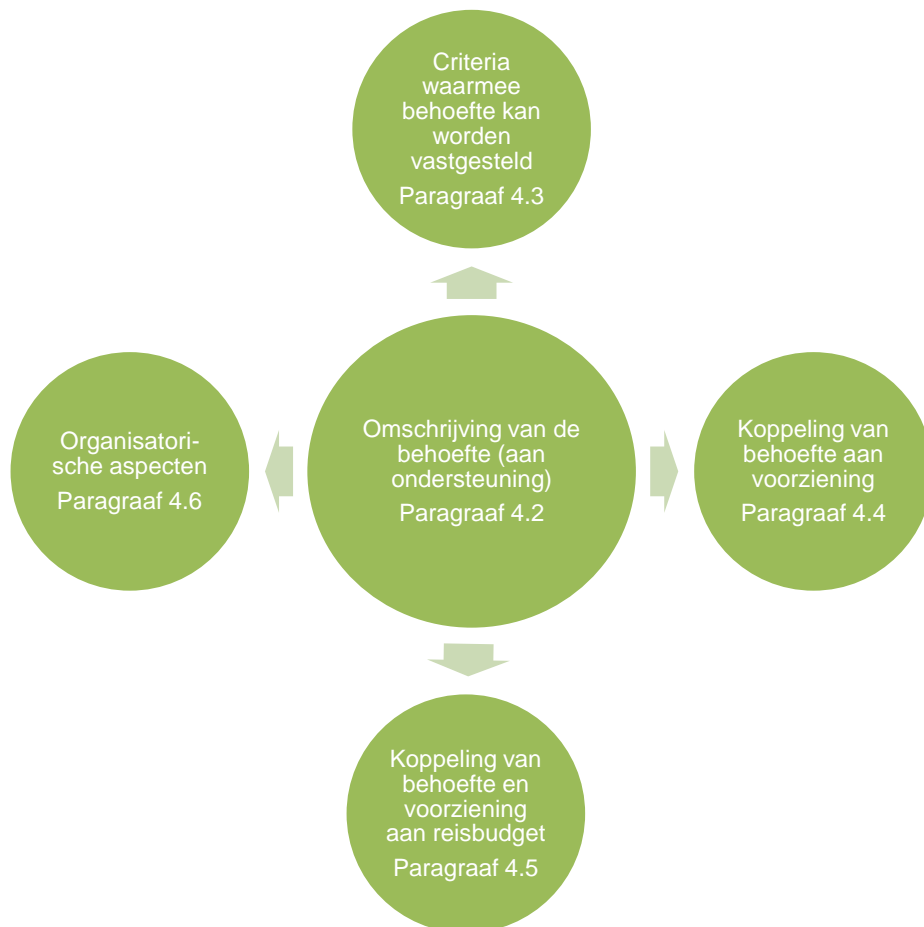 Criteria
waarmee
behoefte kan
worden
vastgesteld
Paragraaf 4.3
Organisatori-
sche aspecten
Paragraaf 4.6
Omschrijving van de
behoefte (aan
ondersteuning)
Paragraaf 4.2
Koppeling van
behoefte aan
voorziening
Paragraaf 4.4
Koppeling van
behoefte en
voorziening
aan reisbudget
Paragraaf 4.5